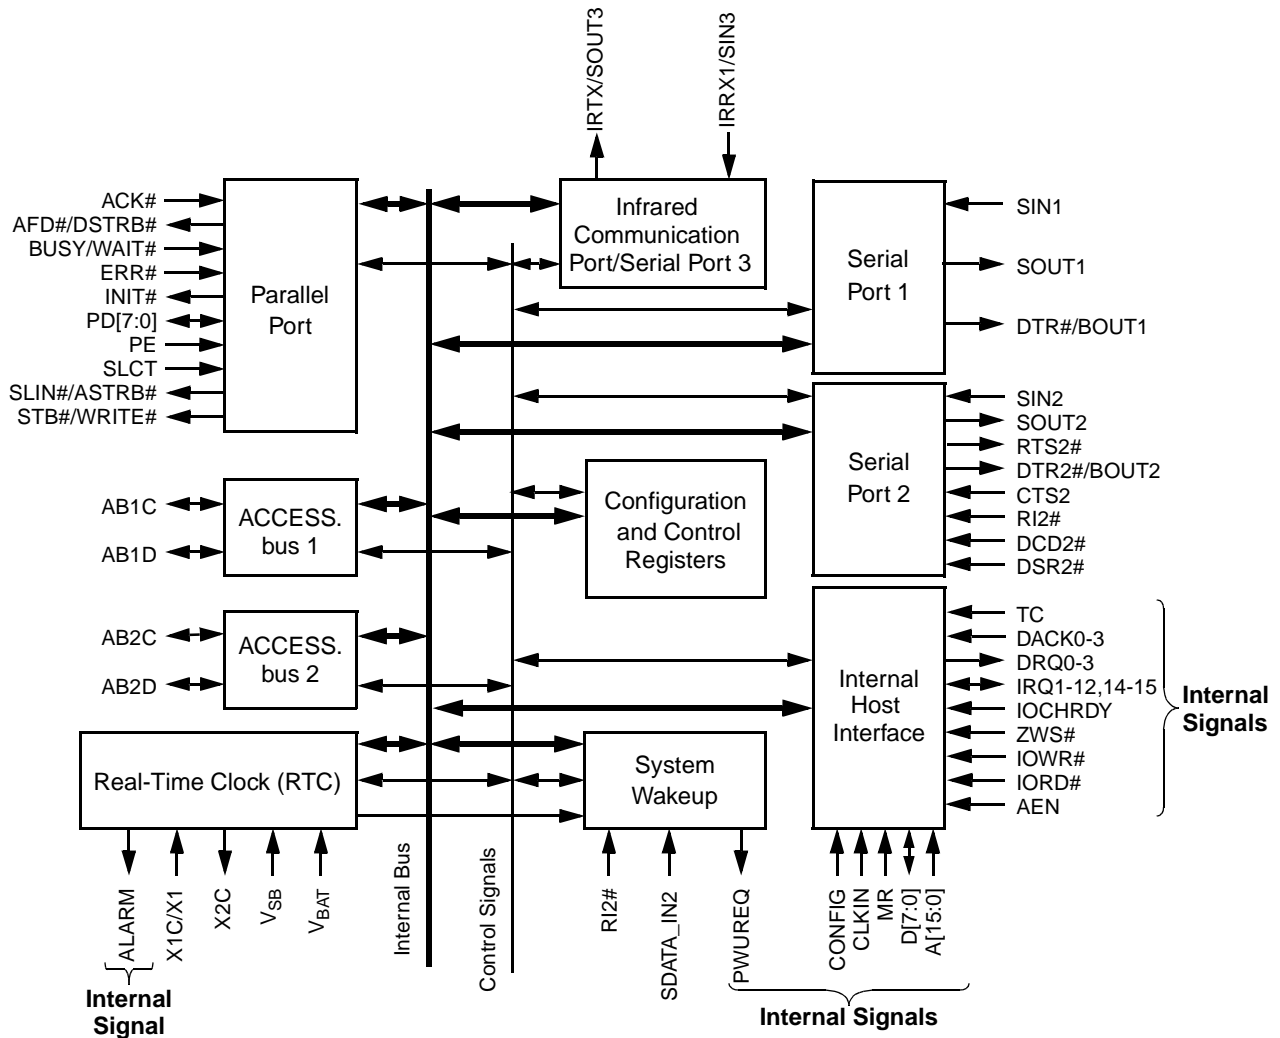 IRTX/SOUT3
IRRX1/SIN3
ACK#
AFD#/DSTRB#
BUSY/WAIT#
ERR#
INIT#
PD[7:0]
PE
SLCT
SLIN#/ASTRB#
STB#/WRITE#
Parallel
Port
Infrared
Communication
Port/Serial Port 3
Serial
Port 1
SIN1
SOUT1
DTR#/BOUT1
Serial
Port 2
SIN2
SOUT2
RTS2#
DTR2#/BOUT2
CTS2
RI2#
DCD2#
DSR2#
AB1C
AB1D
ACCESS.
bus 1
Configuration
and Control
Registers
AB2C
AB2D
ACCESS.
bus 2
Internal
Host
Interface
TC
DACK0-3
DRQ0-3
IRQ1-12,14-15
IOCHRDY
ZWS#
IOWR#
IORD#
AEN
Internal
Signals
Real-Time Clock (RTC)
System
Wakeup
ALARM
X1C/X1
X2C
VSB
VBAT
Internal Bus
Control Signals
RI2#
SDATA_IN2
PWUREQ
CONFIG
CLKIN
MR
D[7:0]
A[15:0]
Internal
Signal
Internal Signals